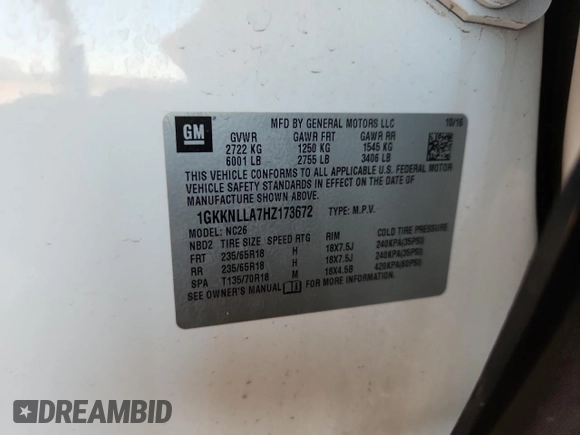 MFD BY GENERAL MOTORS LLC 10/16
GM
GVWR GAWR FRT GAWR RR
2722 KG 1250 KG 1545 KG
6001 LB 2755 LB 3406 LB
THIS VEHICLE CONFORMS TO ALL APPLICABLE U.S. FEDERAL MOTOR
VEHICLE SAFETY STANDARDS IN EFFECT ON THE DATE OF
MANUFACTURE SHOWN ABOVE.
1GKKNLLA7HZ173672 TYPE: M.P.V.
MODEL: NC26
NBD2 TIRE SIZE SPEED RTG RIM COLD TIRE PRESSURE
FRT 235/65R18 H 18X7.5J 240KPA(35PSI)
RR 235/65R18 H 18X7.5J 240KPA(35PSI)
SPA T135/70R18 M 18X4.5B 420KPA(60PSI)
SEE OWNER'S MANUAL FOR MORE INFORMATION
DREAMBID